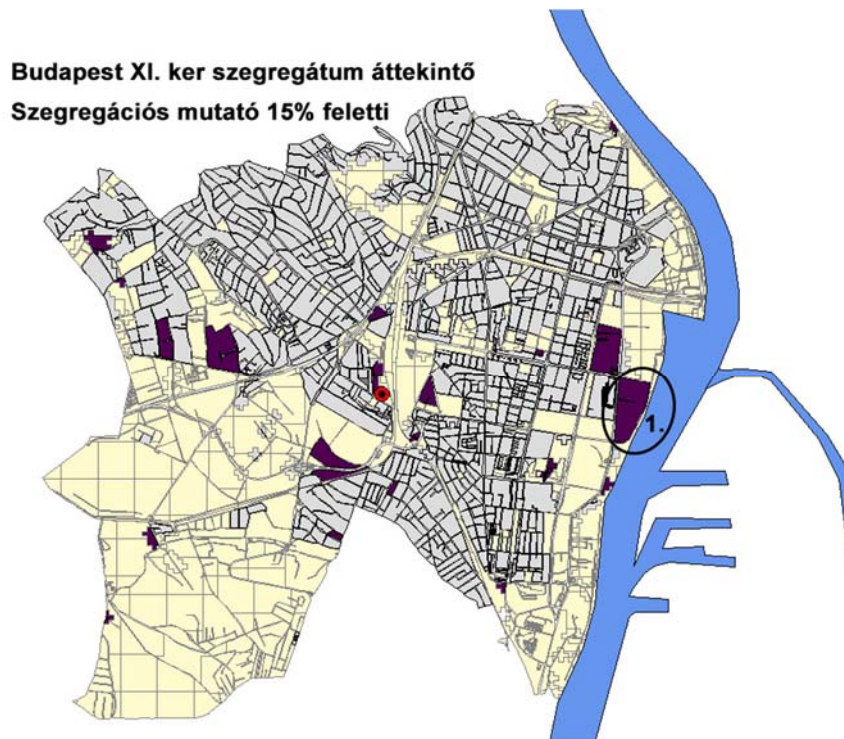 Budapest XI. ker szegregátum áttekintő
Szegregációs mutató 15% feletti
1.